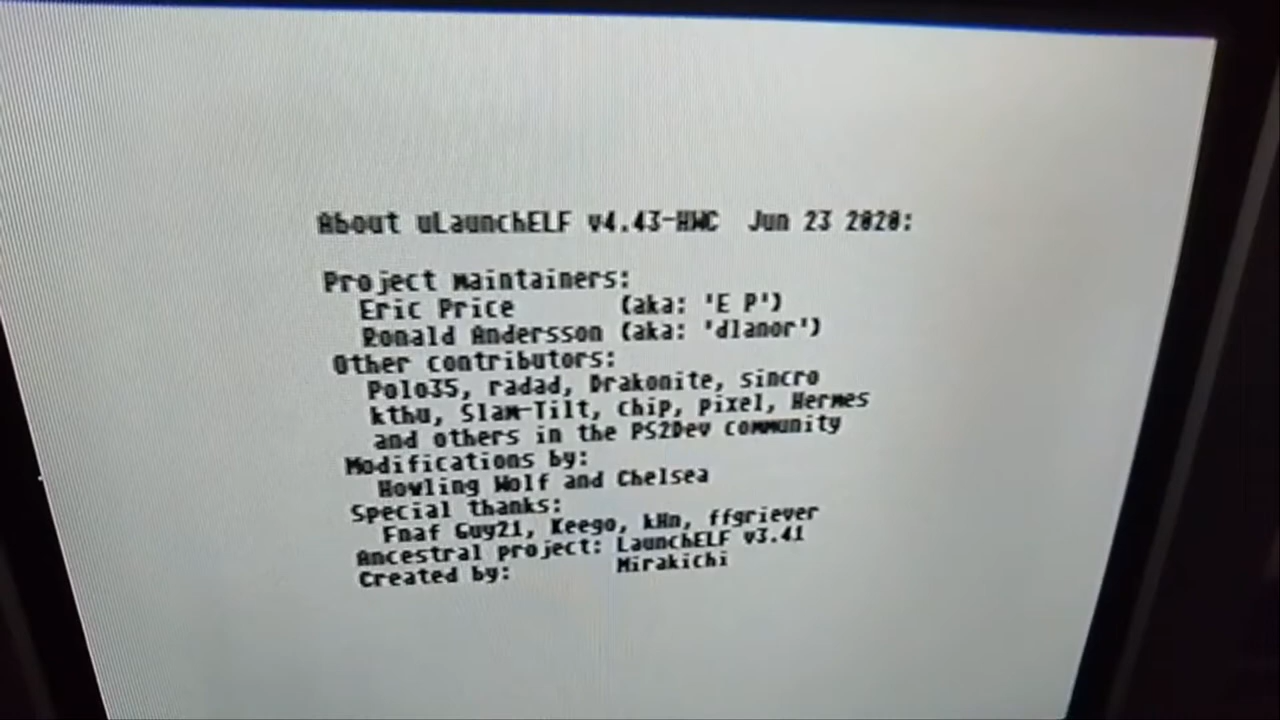 About uLaunchELF v4.43-HWC Jun 23 2020:
Project maintainers:
Eric Price (aka: 'E P')
Ronald Andersson (aka: 'dlanor')
Other contributors:
Polo35, radad, Drakonite, sincro
kthu, Slam-Tilt, chip, pixel, Hermes
and others in the PS2Dev community
Modifications by:
Howling Wolf and Chelsea
Special thanks:
Fnaf Guy21, Keego, kHn, ffgriever
Ancestral project: LaunchELF v3.41
Created by: Mirakichi